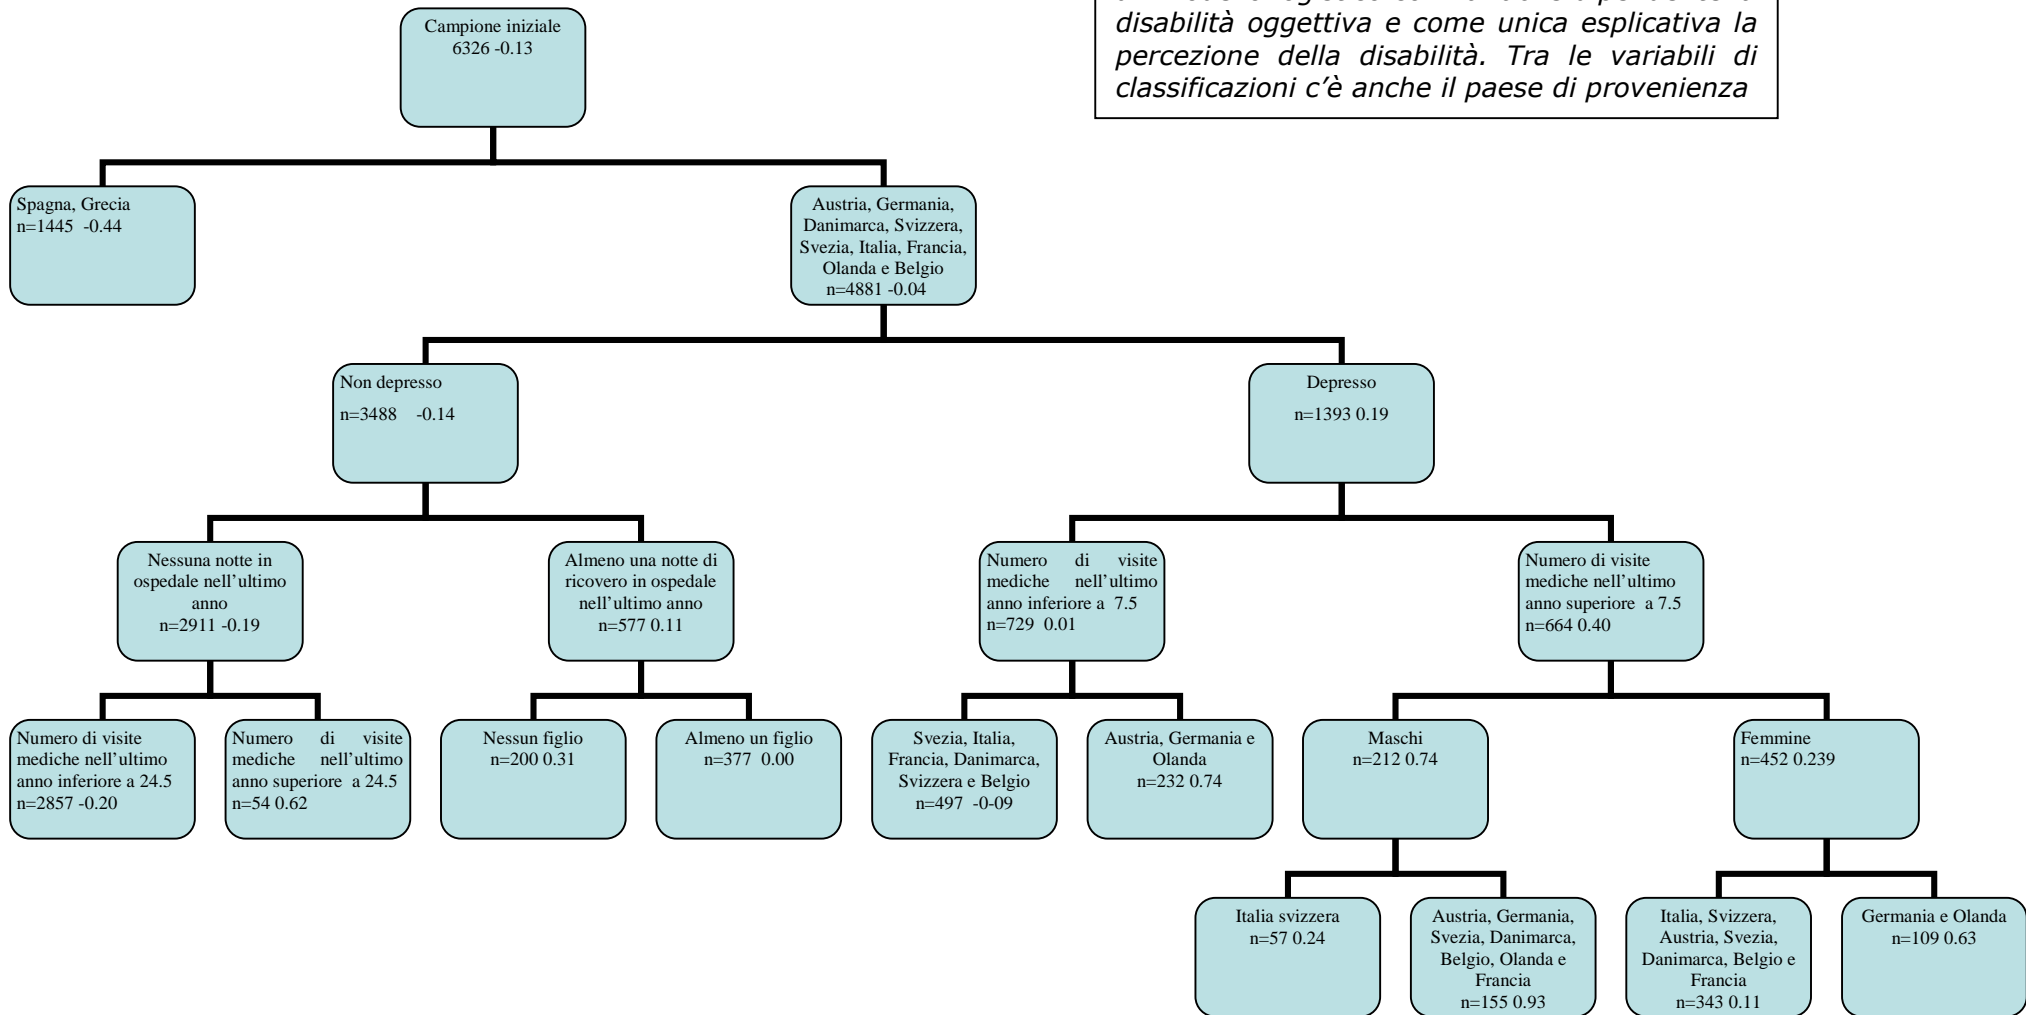 disabilità oggettiva e come unica esplicativa la
percezione della disabilità. Tra le variabili di
classificazioni c'è anche il paese di provenienza
Campione iniziale
6326 -0.13
Spagna, Grecia
n=1445 -0.44
Austria, Germania,
Danimarca, Svizzera,
Svezia, Italia, Francia,
Olanda e Belgio
n=4881 -0.04
Non depresso
n=3488 -0.14
Depresso
n=1393 0.19
Nessuna notte in
ospedale nell'ultimo
anno
n=2911 -0.19
Almeno una notte di
ricovero in ospedale
nell'ultimo anno
n=577 0.11
Numero di visite
mediche nell'ultimo
anno inferiore a 7.5
n=729 0.01
Numero di visite
mediche nell'ultimo
anno superiore a 7.5
n=664 0.40
Numero di visite
mediche nell'ultimo
anno inferiore a 24.5
n=2857 -0.20
Numero di visite
mediche nell'ultimo
anno superiore a 24.5
n=54 0.62
Nessun figlio
n=200 0.31
Almeno un figlio
n=377 0.00
Svezia, Italia,
Francia, Danimarca,
Svizzera e Belgio
n=497 -0-09
Austria, Germania e
Olanda
n=232 0.74
Maschi
n=212 0.74
Femmine
n=452 0.239
Italia svizzera
n=57 0.24
Austria, Germania,
Svezia, Danimarca,
Belgio, Olanda e
Francia
n=155 0.93
Italia, Svizzera,
Austria, Svezia,
Danimarca, Belgio e
Francia
n=343 0.11
Germania e Olanda
n=109 0.63